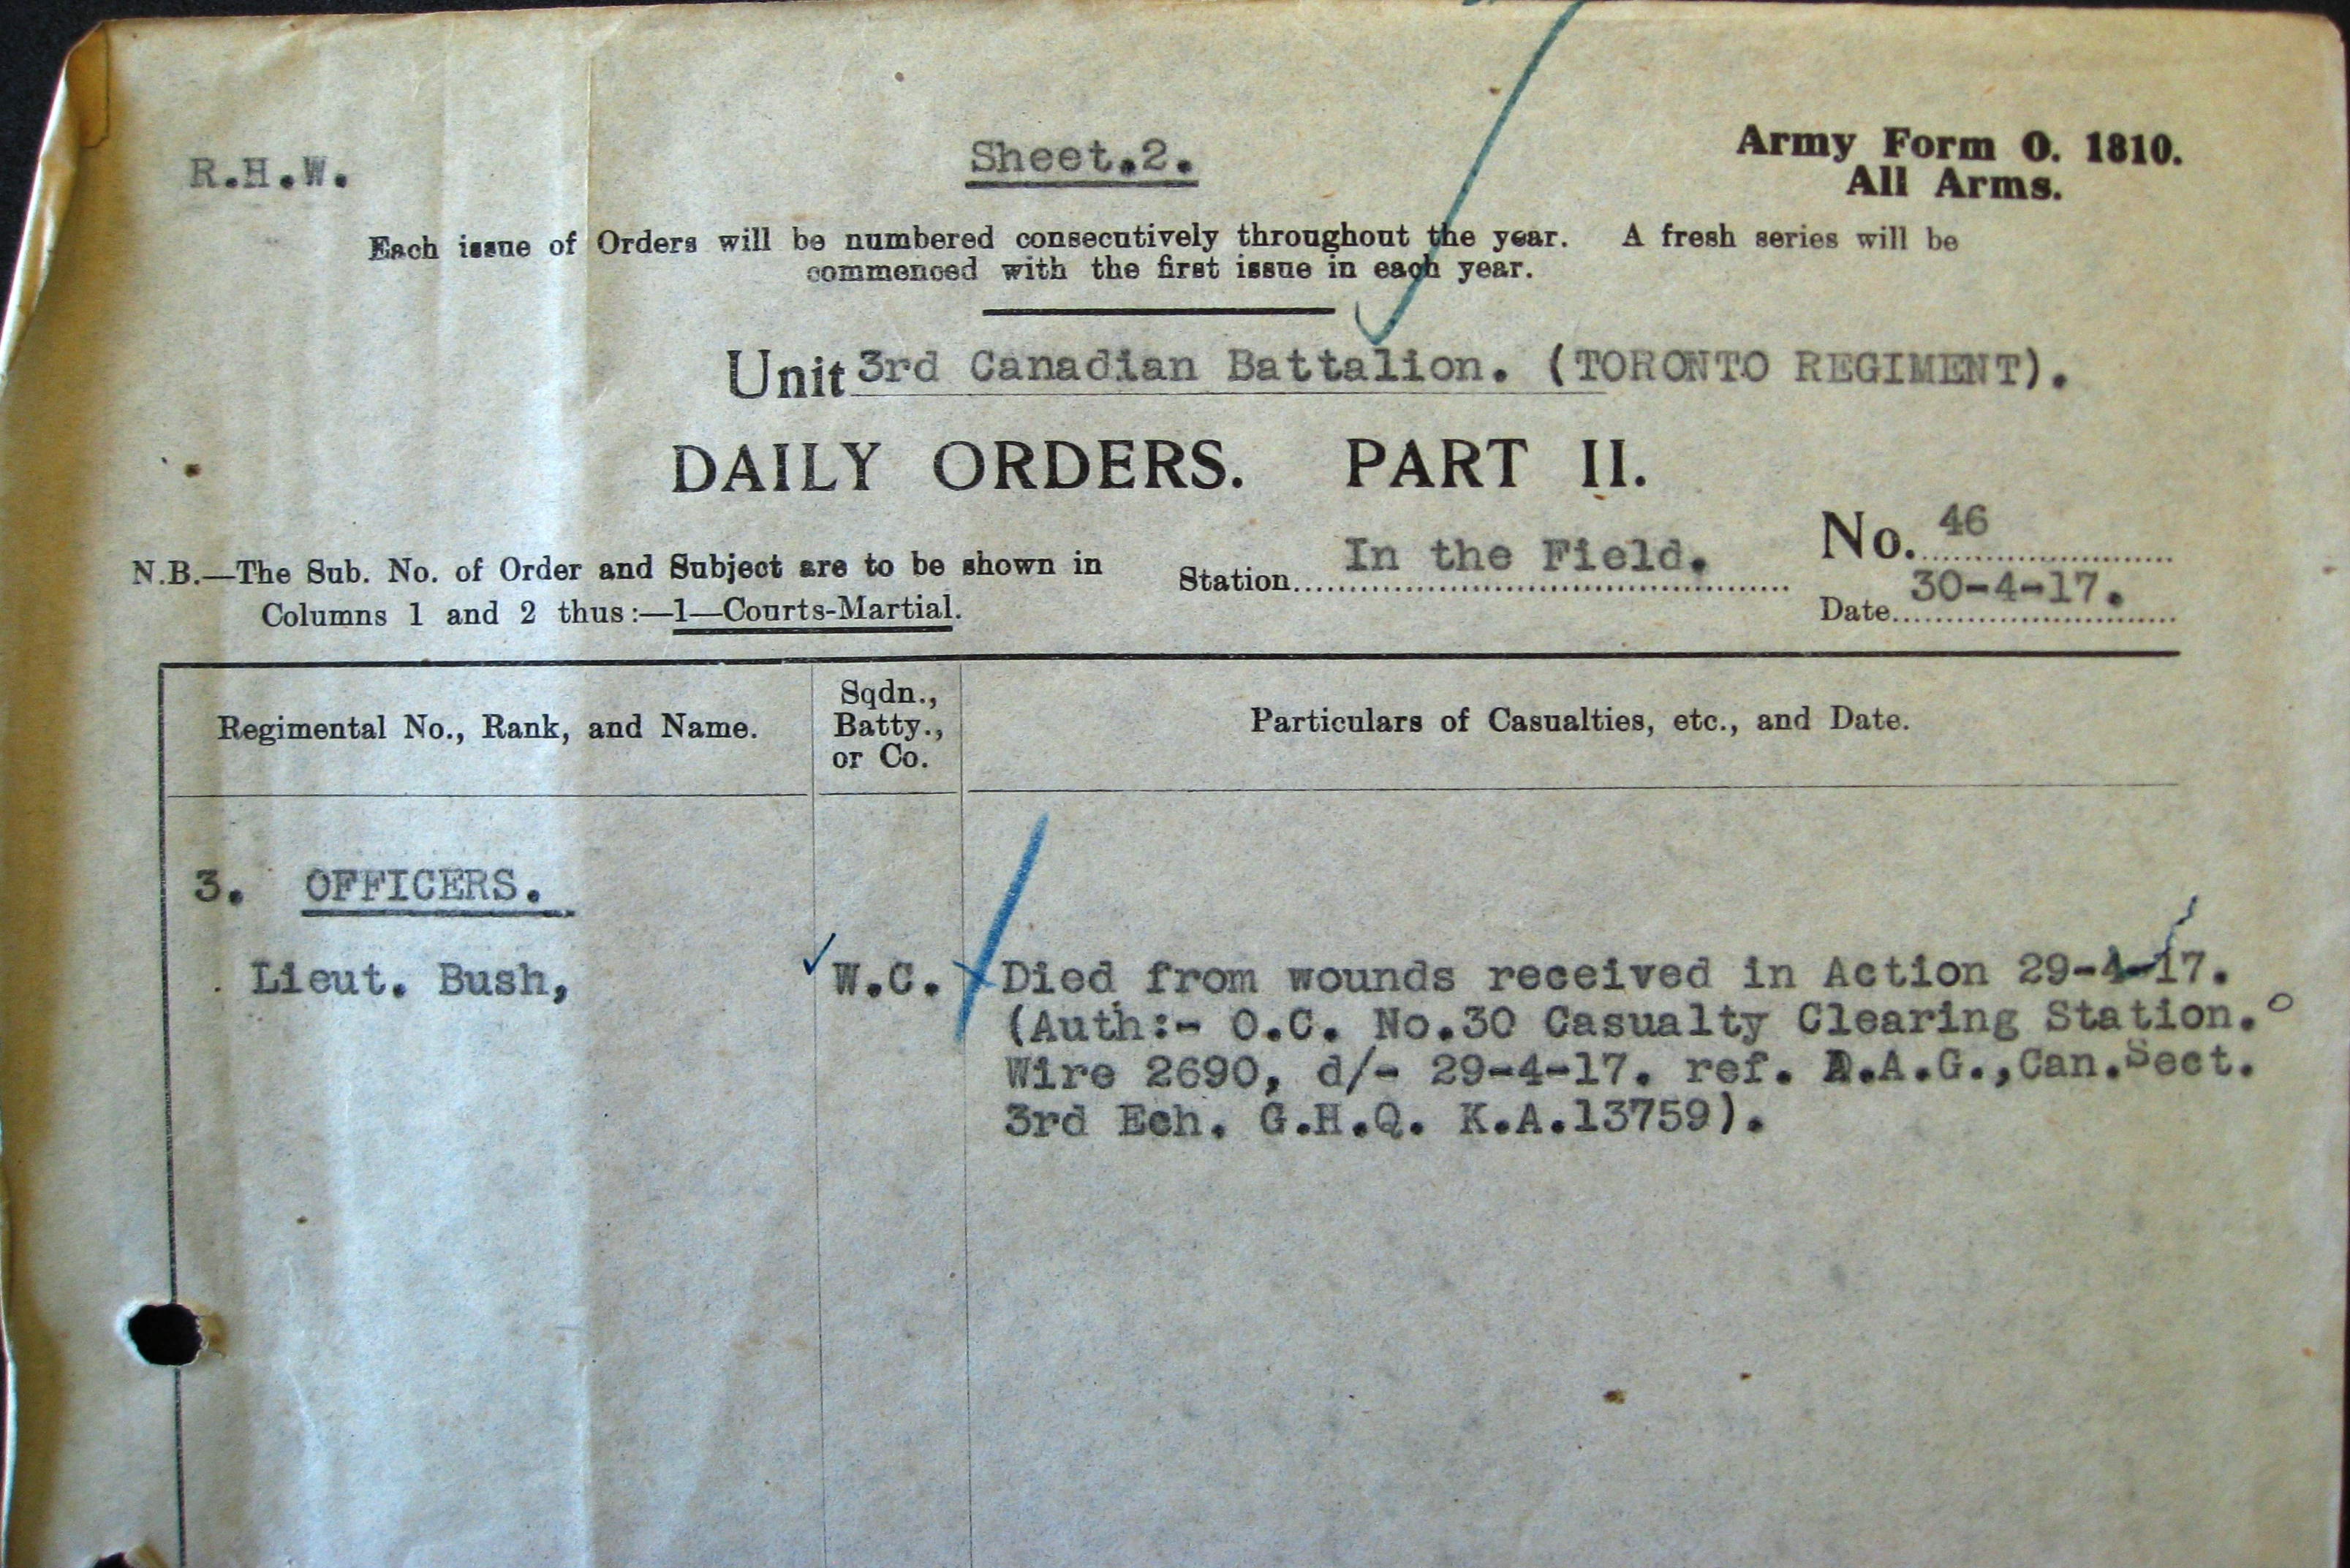 R.H.W.
Sheet.2.
Army Form O. 1810.
All Arms.
Each issue of Orders will be numbered consecutively throughout the year. A fresh series will be
commenced with the first issue in each year.
Unit 3rd Canadian Battalion. (TORONTO REGIMENT).
DAILY ORDERS. PART II.
No. 46
N.B.—The Sub. No. of Order and Subject are to be shown in
Columns 1 and 2 thus:—1—Courts-Martial.
Station In the Field.
Date 30-4-17.
Regimental No., Rank, and Name.
Sqdn.,
Batty.,
or Co.
Particulars of Casualties, etc., and Date.
3. OFFICERS.
Lieut. Bush, W.C. Died from wounds received in Action 29-4-17.
(Auth:- O.C. No.30 Casualty Clearing Station.
Wire 2690, d/- 29-4-17. ref. D.A.G.,Can.Sect.
3rd Ech. G.H.Q. K.A.13759).